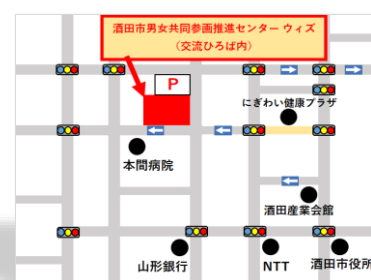 酒田市男女共同参画推進センター ウィズ
（交流ひろば内）
P
にぎわい健康プラザ
本間病院
酒田産業会館
山形銀行
NTT
酒田市役所